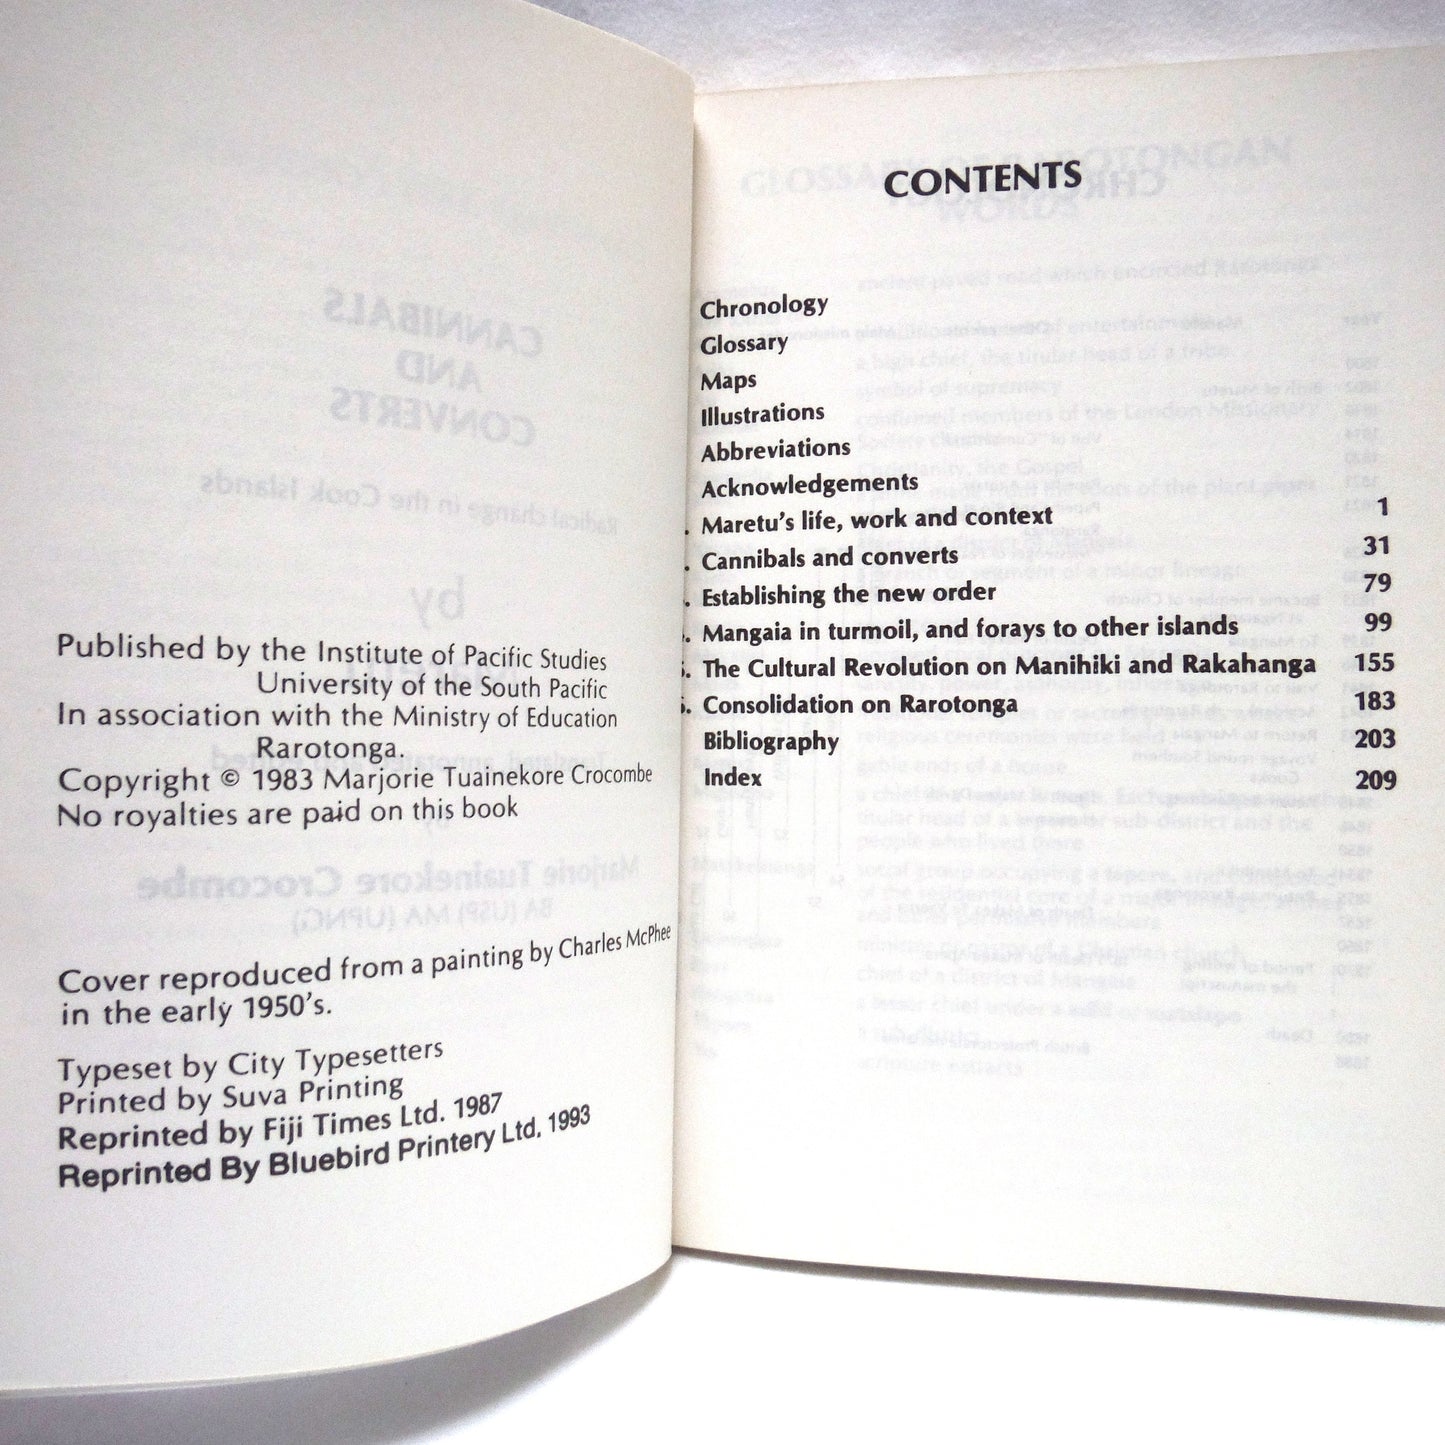 Published by the Institute of Pacific Studies
University of the South Pacific
In association with the Ministry of Education
Rarotonga.
Copyright © 1983 Marjorie Tuainekore Crocombe
No royalties are paid on this book
Cover reproduced from a painting by Charles McPhee
in the early 1950's.
Typeset by City Typesetters
Printed by Suva Printing
Reprinted by Fiji Times Ltd. 1987
Reprinted By Bluebird Printery Ltd. 1993
CONTENTS
Chronology
Glossary
Maps
Illustrations
Abbreviations
Acknowledgements
Maretu's life, work and context 1
Cannibals and converts 31
Establishing the new order 79
Mangaia in turmoil, and forays to other islands 99
The Cultural Revolution on Manihiki and Rakahanga 155
Consolidation on Rarotonga 183
Bibliography 203
Index 209